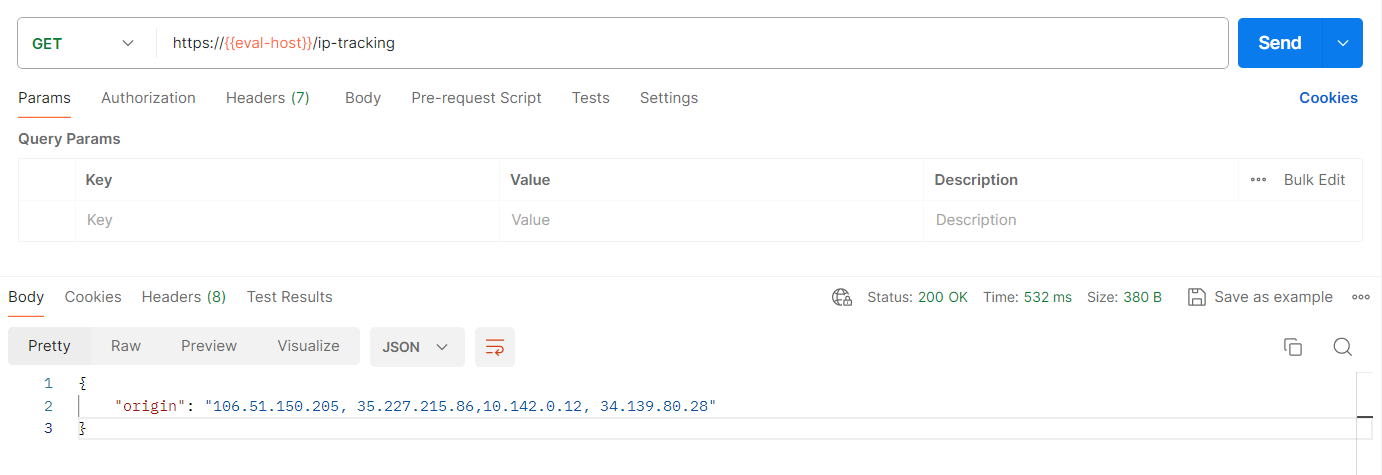 GET https://{{eval-host}}/ip-tracking Send
Params Authorization Headers (7) Body Pre-request Script Tests Settings Cookies
Query Params
Key Value Description Bulk Edit
Key Value Description
Body Cookies Headers (8) Test Results Status: 200 OK Time: 532 ms Size: 380 B Save as example
Pretty Raw Preview Visualize JSON
1 {
2 "origin": "106.51.150.205, 35.227.215.86,10.142.0.12, 34.139.80.28"
3 }